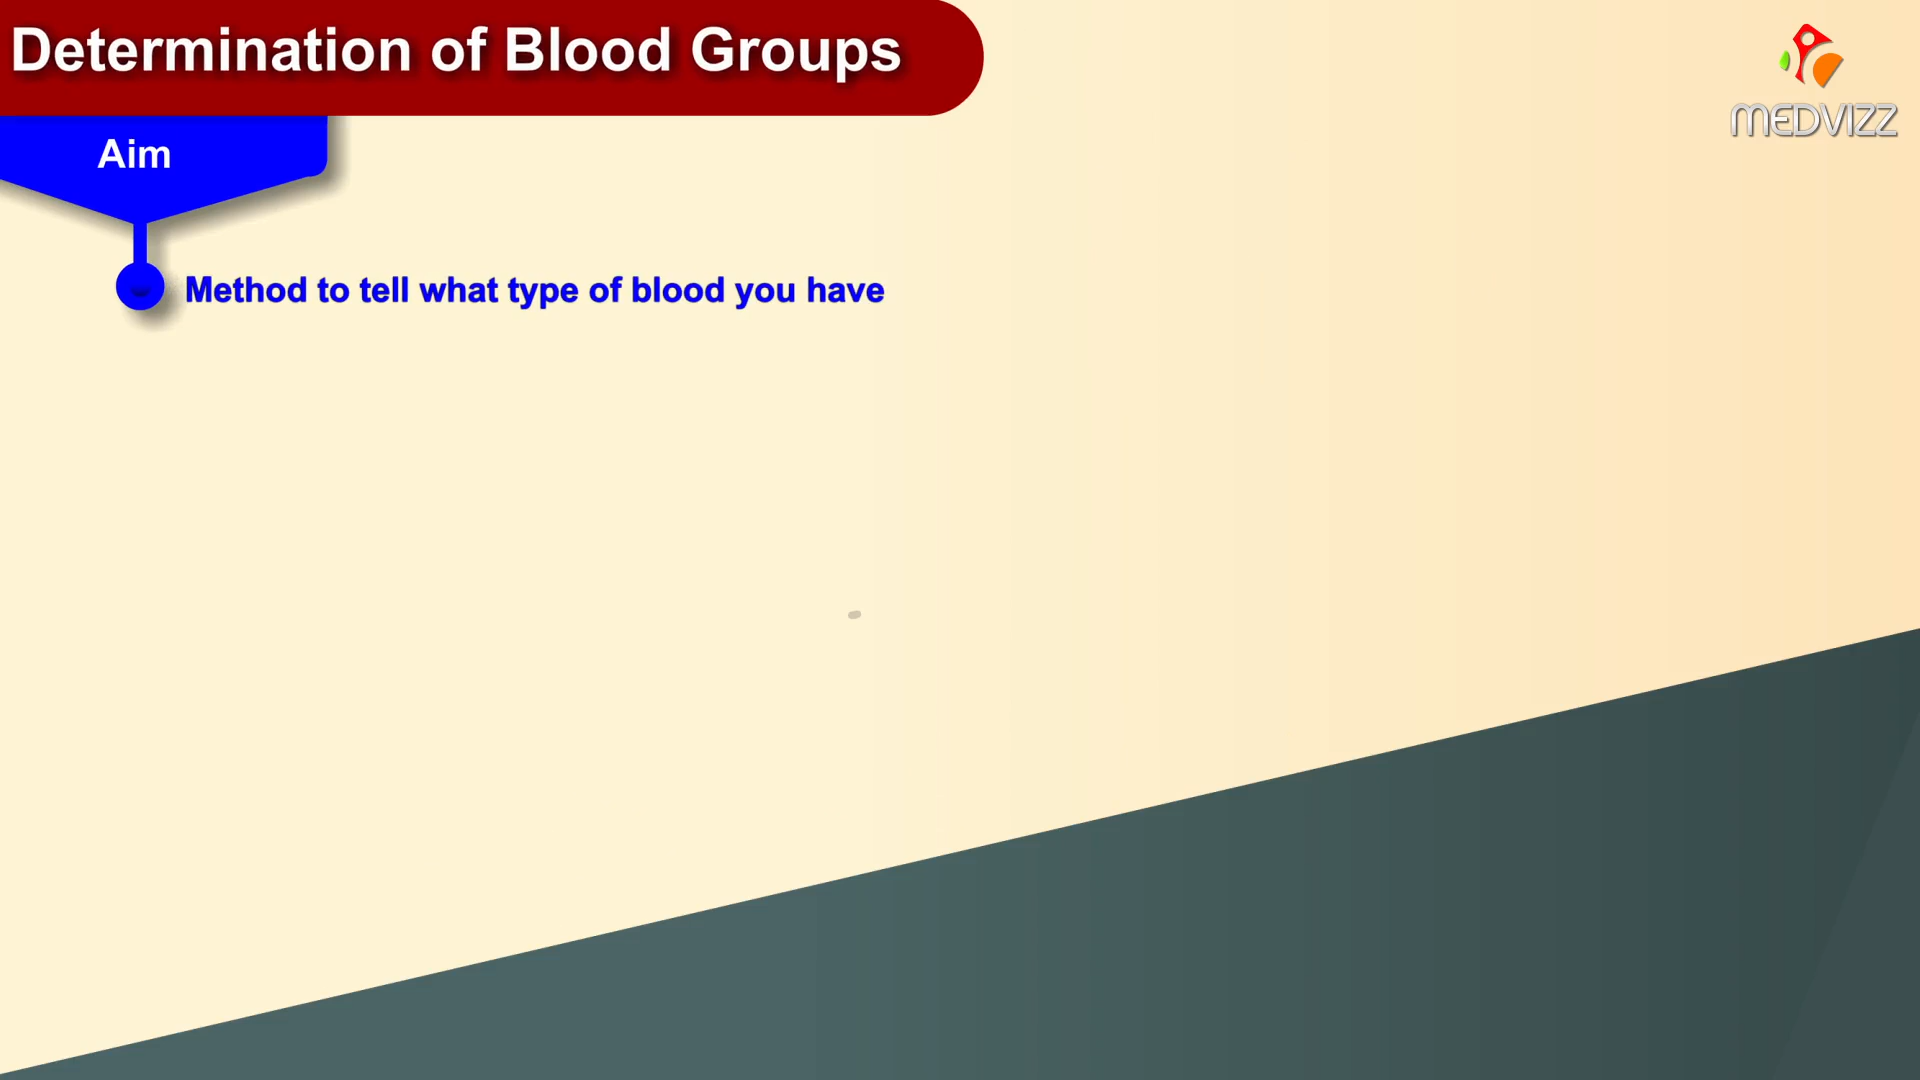 Determination of Blood Groups
MEDVIZZ
Aim
Method to tell what type of blood you have